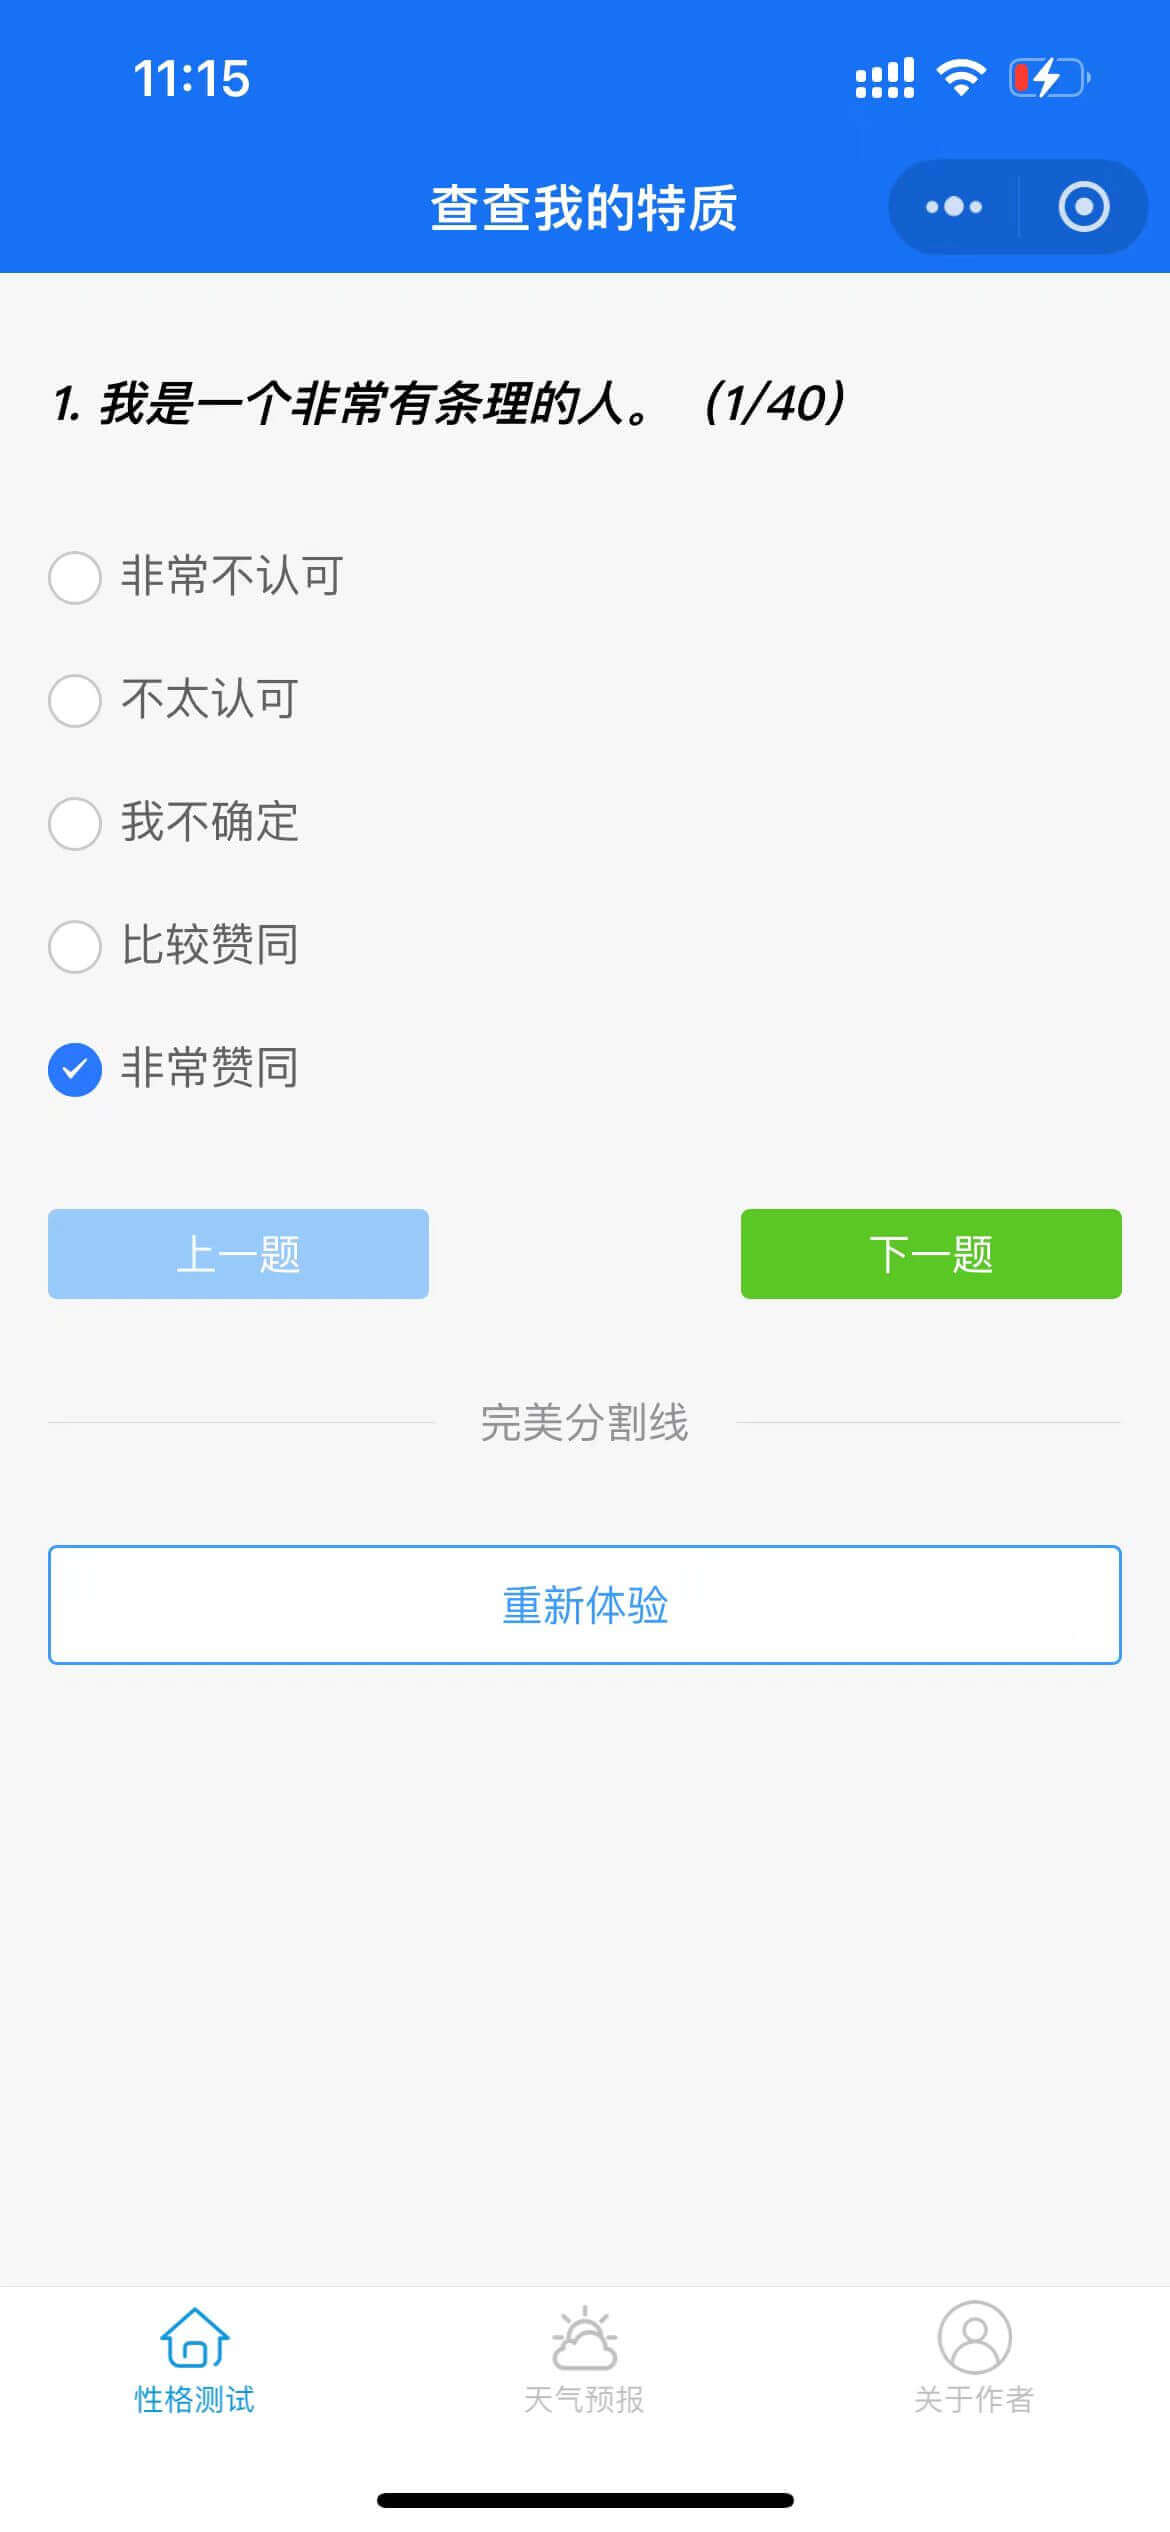 11:15
查查我的特质
1. 我是一个非常有条理的人。 (1/40)
非常不认可
不太认可
我不确定
比较赞同
非常赞同
上一题
下一题
完美分割线
重新体验
性格测试
天气预报
关于作者